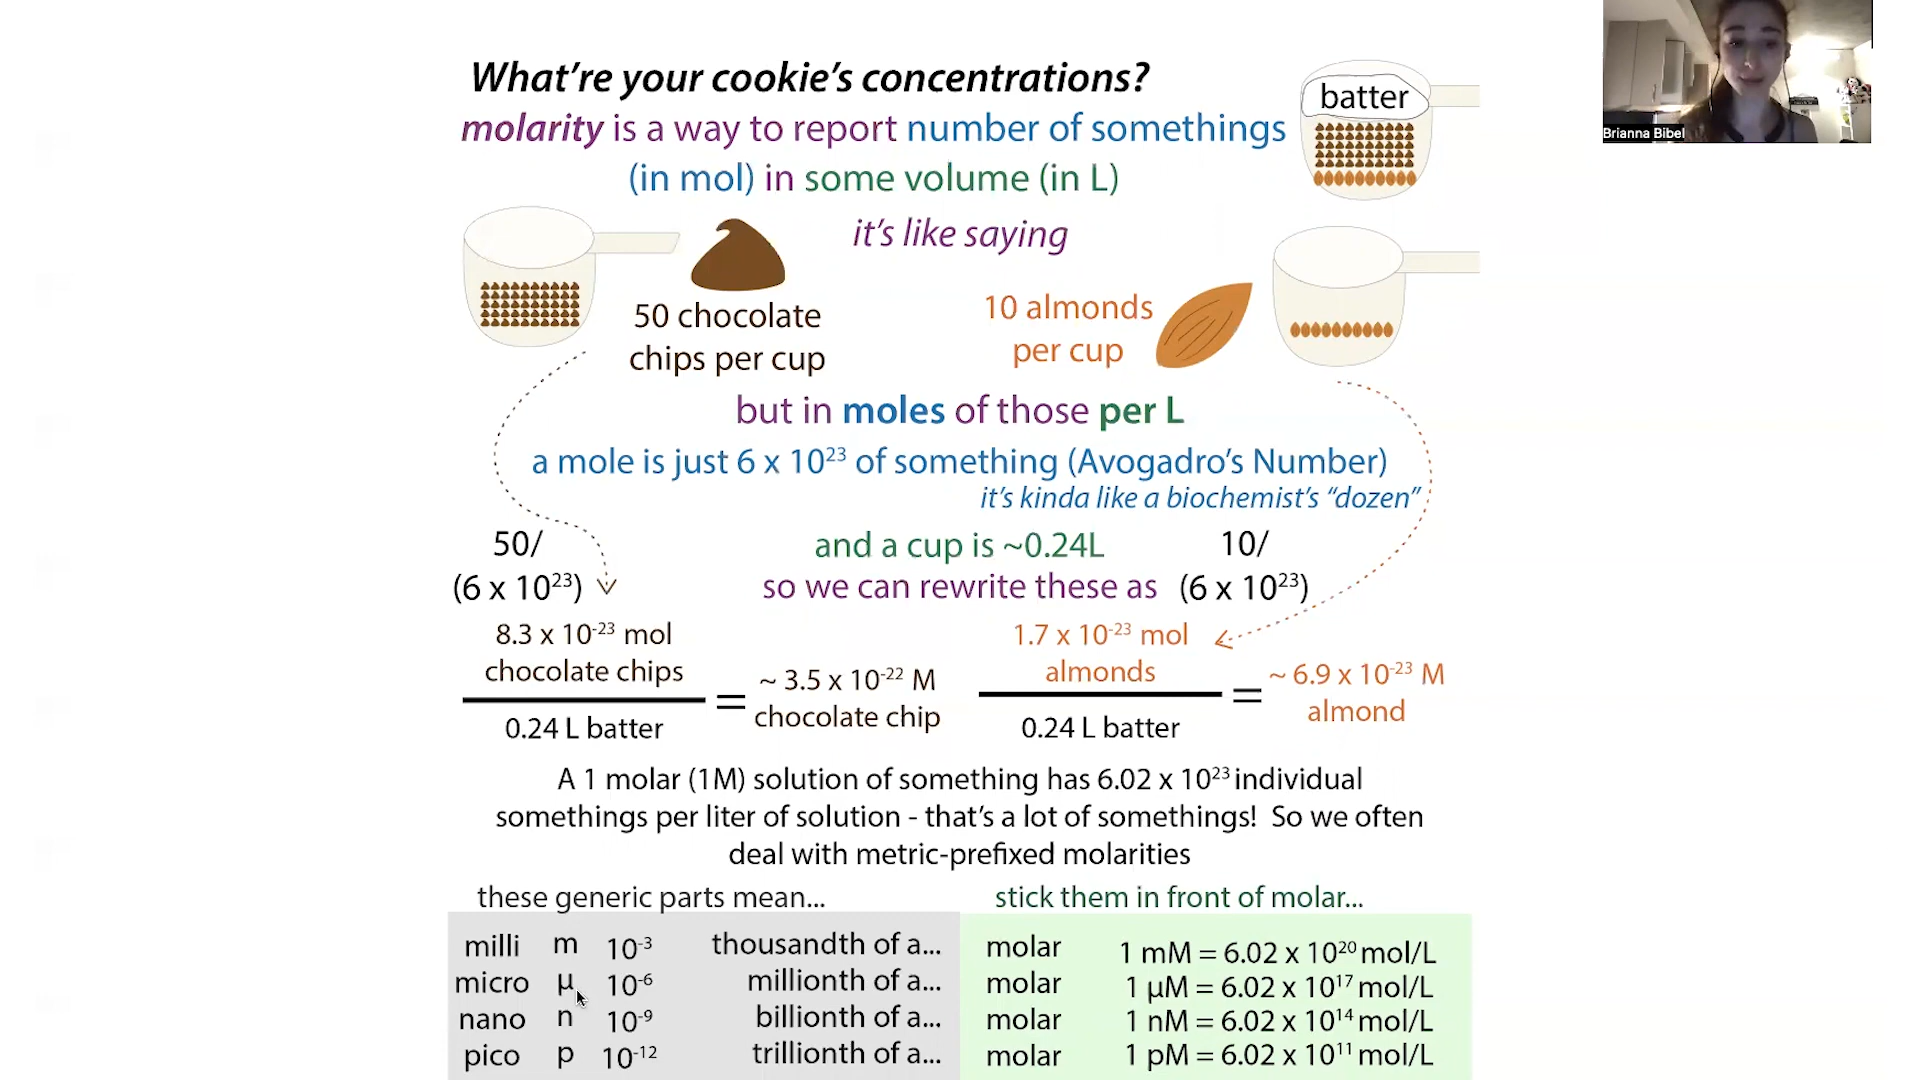 What're your cookie's concentrations?
batter
molarity is a way to report number of somethings
(in mol) in some volume (in L)
Brianna Bibel
it's like saying
50 chocolate
chips per cup
10 almonds
per cup
but in moles of those per L
a mole is just 6 x 10²³ of something (Avogadro's Number)
it's kinda like a biochemist's "dozen"
50/
(6 x 10²³)
and a cup is ~0.24L
so we can rewrite these as
10/
(6 x 10²³)
8.3 x 10⁻²³ mol
chocolate chips
0.24 L batter
=
~ 3.5 x 10⁻²² M
chocolate chip
1.7 x 10⁻²³ mol
almonds
0.24 L batter
=
~ 6.9 x 10⁻²³ M
almond
A 1 molar (1M) solution of something has 6.02 x 10²³ individual
somethings per liter of solution - that's a lot of somethings! So we often
deal with metric-prefixed molarities
these generic parts mean...
stick them in front of molar...
milli m 10⁻³ thousandth of a... molar 1 mM = 6.02 x 10²⁰ mol/L
micro µ 10⁻⁶ millionth of a... molar 1 µM = 6.02 x 10¹⁷ mol/L
nano n 10⁻⁹ billionth of a... molar 1 nM = 6.02 x 10¹⁴ mol/L
pico p 10⁻¹² trillionth of a... molar 1 pM = 6.02 x 10¹¹ mol/L